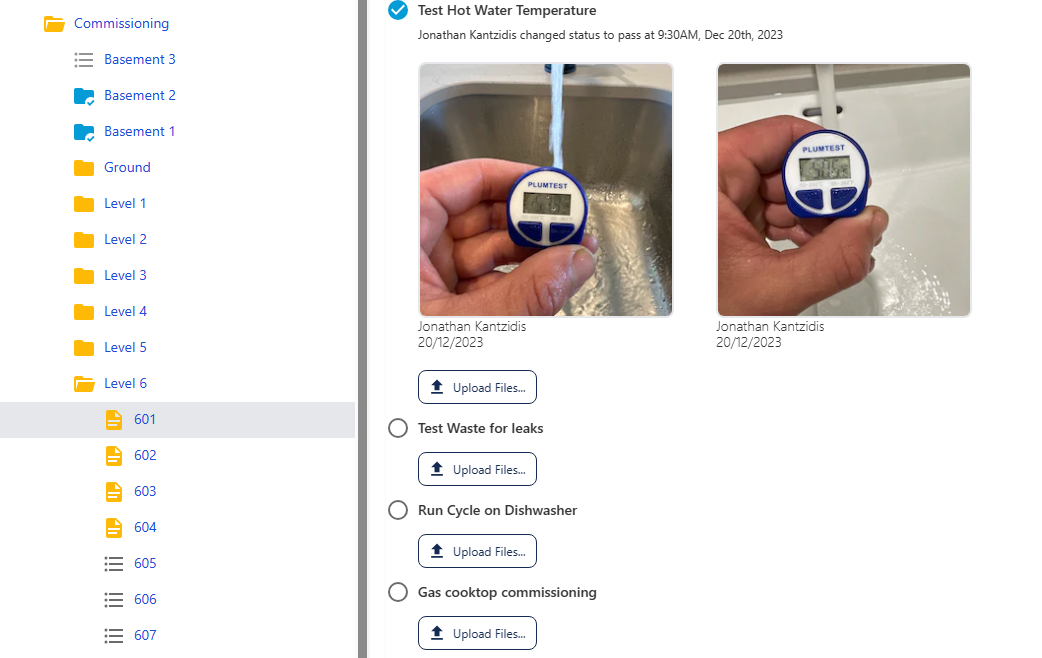 Commissioning
Basement 3
Basement 2
Basement 1
Ground
Level 1
Level 2
Level 3
Level 4
Level 5
Level 6
601
602
603
604
605
606
607
Test Hot Water Temperature
Jonathan Kantzidis changed status to pass at 9:30AM, Dec 20th, 2023
PLUMTEST
PLUMTEST
Jonathan Kantzidis
20/12/2023
Jonathan Kantzidis
20/12/2023
Upload Files...
Test Waste for leaks
Upload Files...
Run Cycle on Dishwasher
Upload Files...
Gas cooktop commissioning
Upload Files...